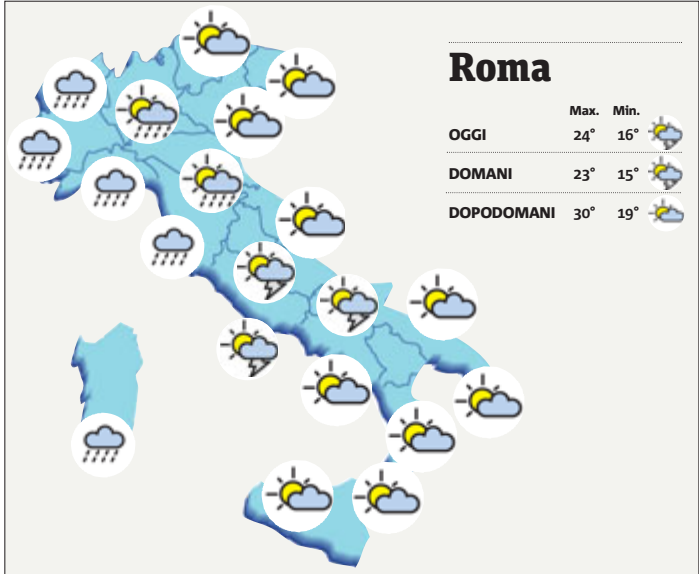 Roma
Max. Min.
OGGI 24° 16°
DOMANI 23° 15°
DOPODOMANI 30° 19°